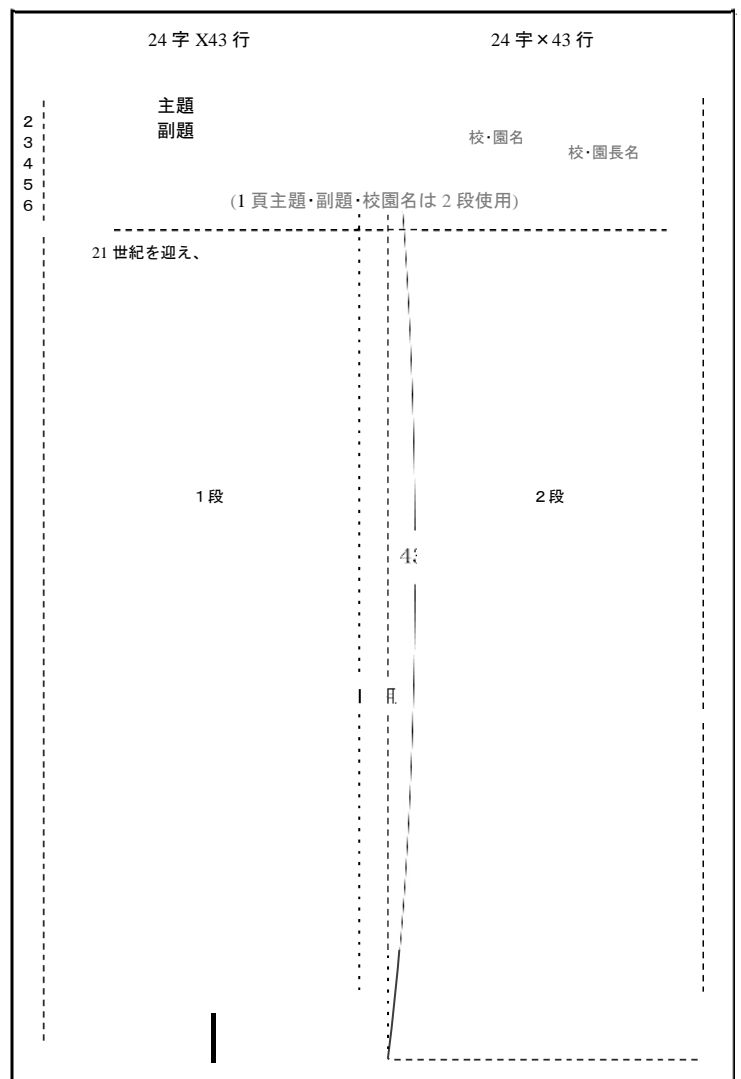 24 字 X43 行
24 宇×43 行
主題
副題
2
3
4
5
6
校・園名
校・園長名
(1 頁主題・副題・校園名は 2 段使用)
21 世紀を迎え、
1 段
2 段